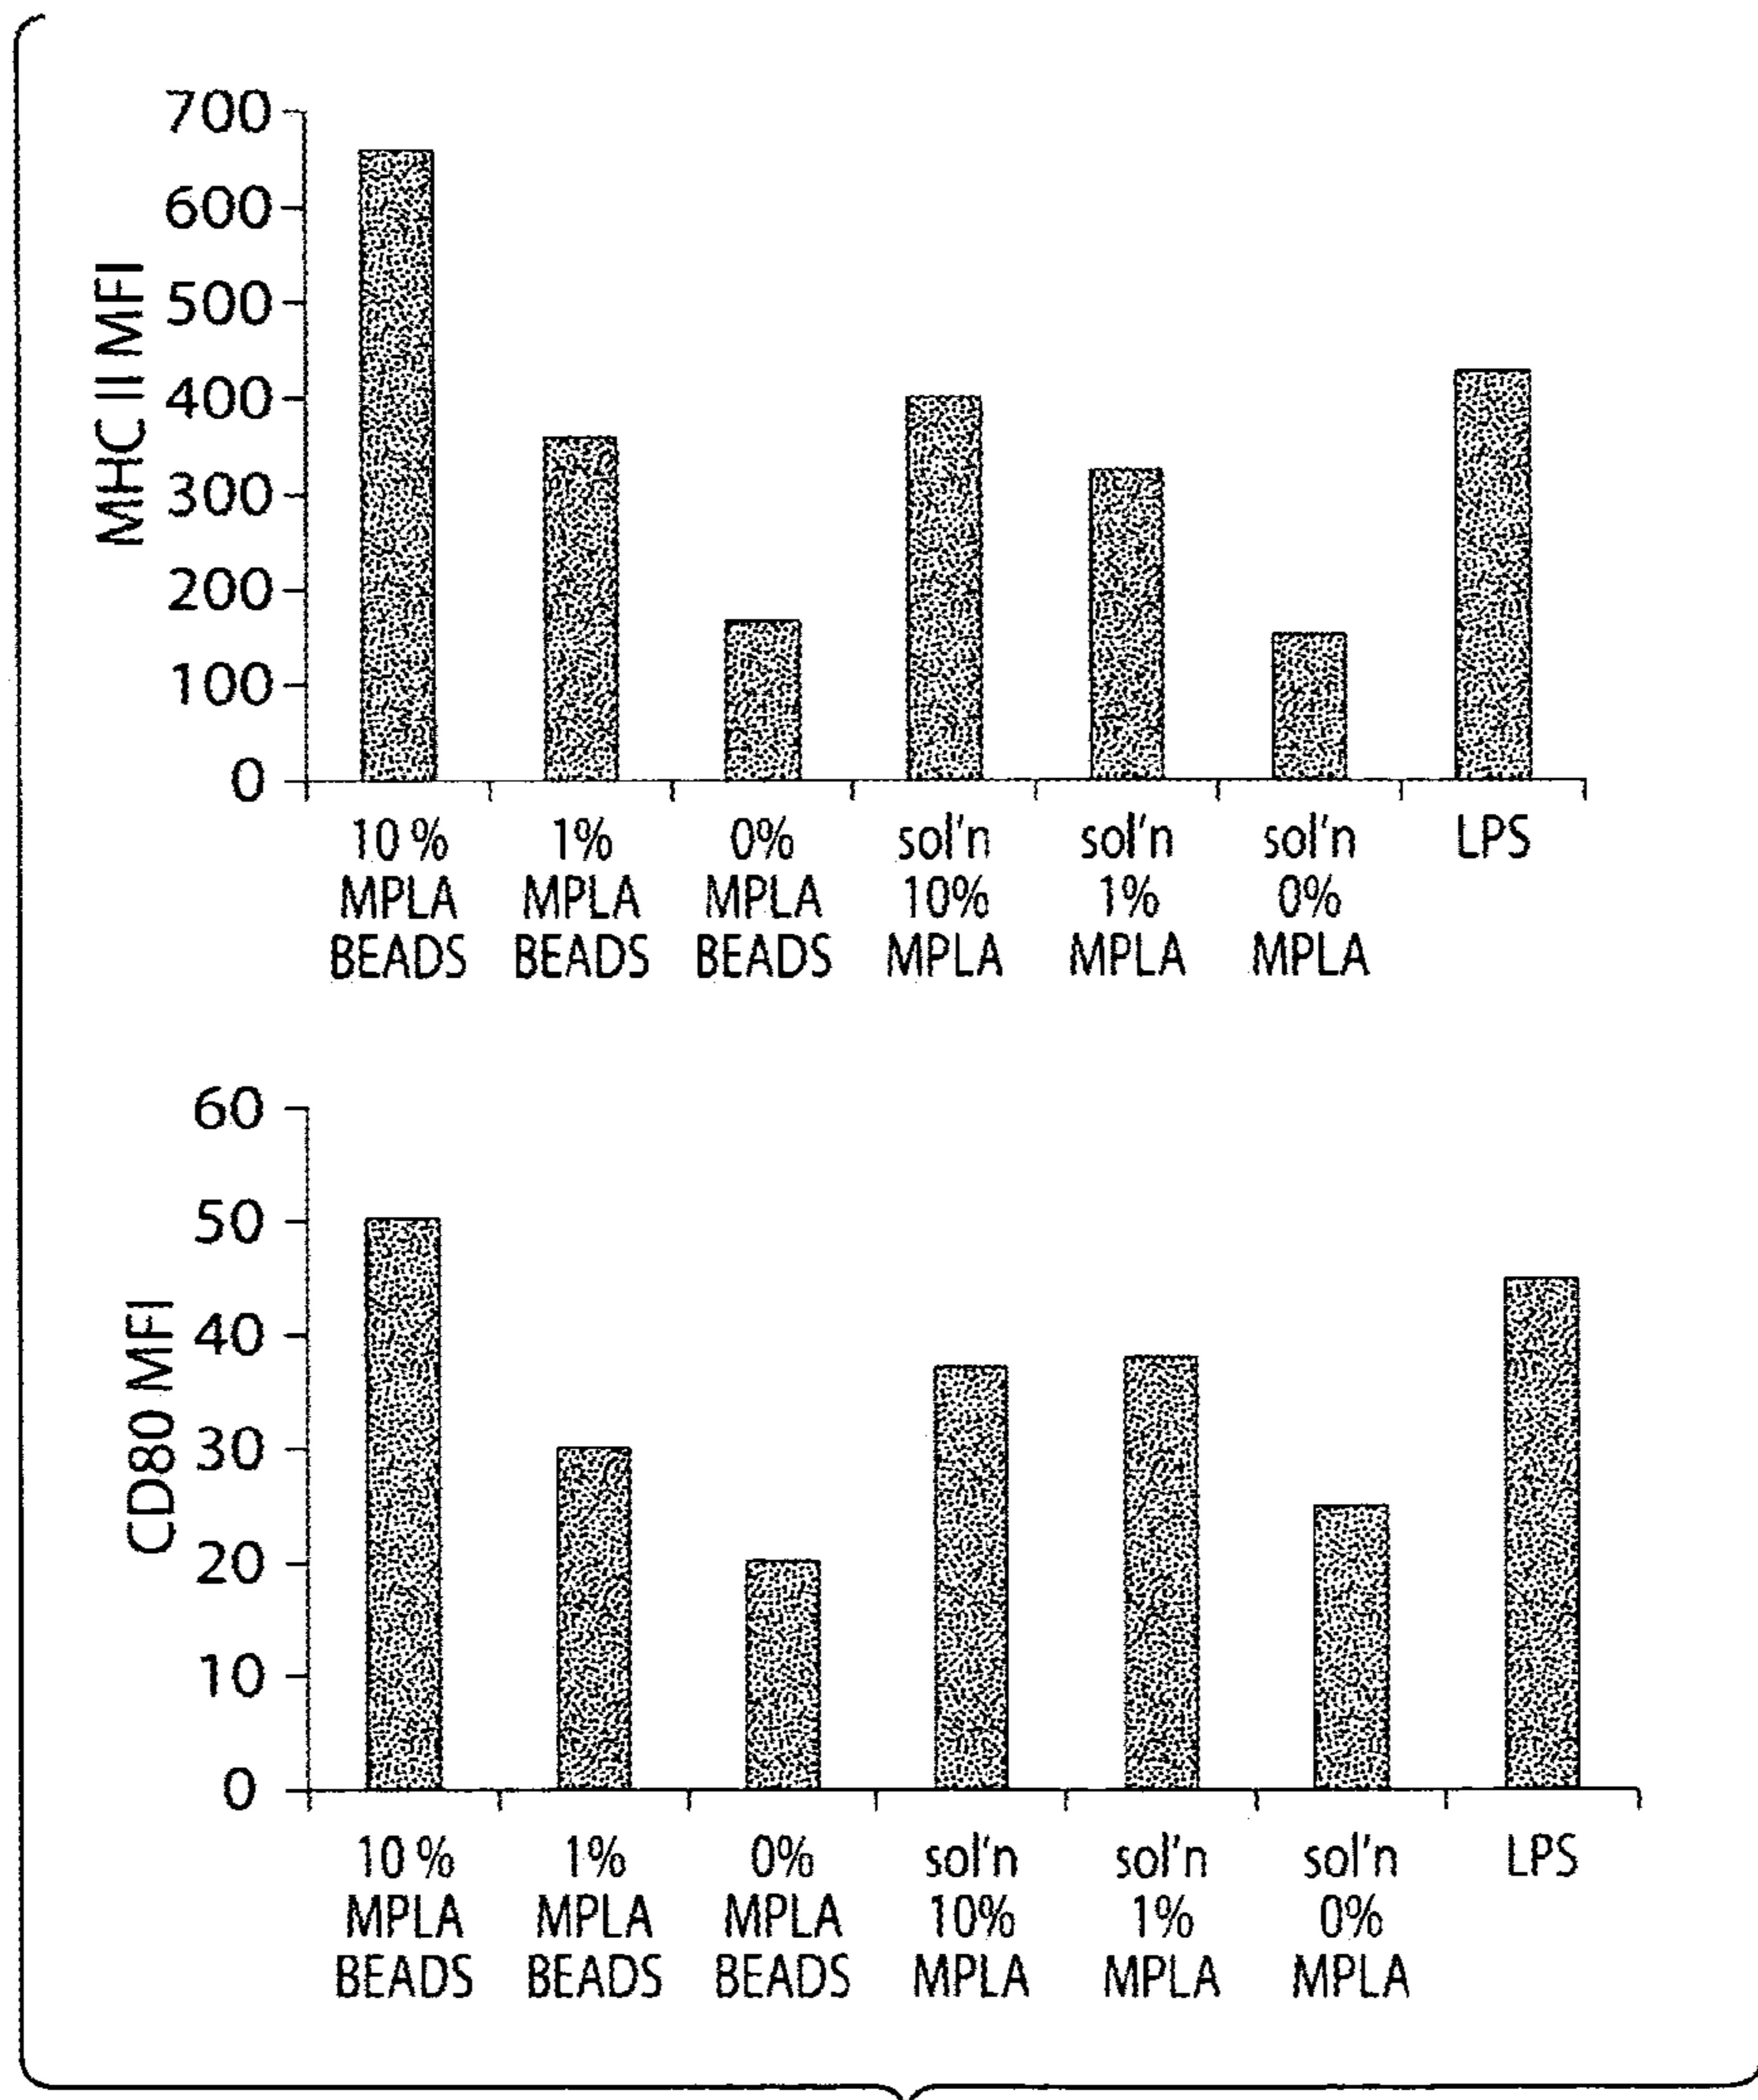 700
600
500
400
300
200
100
0
MHC II MFI
10 % 1% 0% sol'n sol'n sol'n LPS
MPLA MPLA MPLA 10% 1% 0%
BEADS BEADS BEADS MPLA MPLA MPLA
60
50
40
30
20
10
0
CD80 MFI
10 % 1% 0% sol'n sol'n sol'n LPS
MPLA MPLA MPLA 10% 1% 0%
BEADS BEADS BEADS MPLA MPLA MPLA